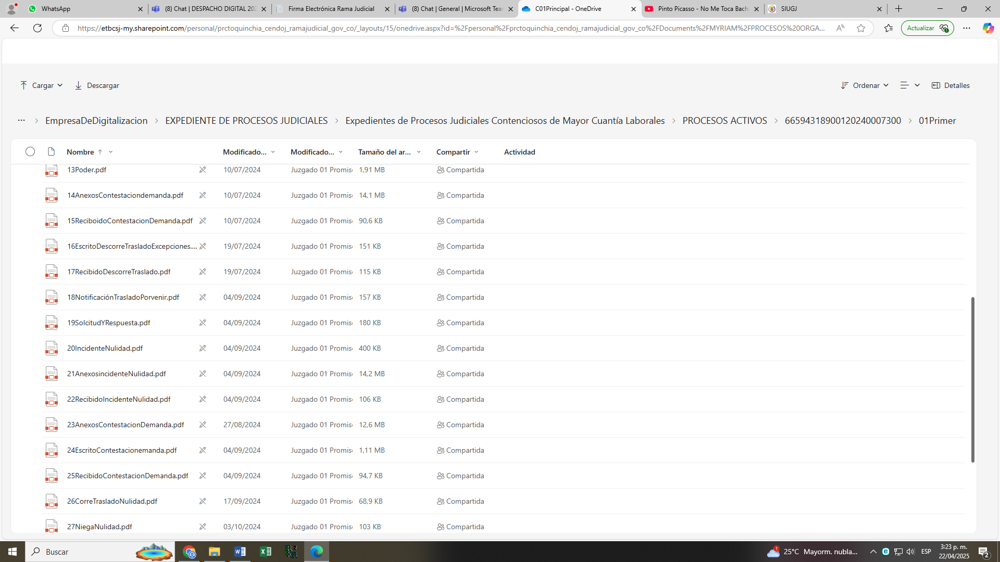 WhatsApp
(8) Chat | DESPACHO DIGITAL 202
Firma Electrónica Rama Judicial
(8) Chat | General | Microsoft Tea
C01Principal - OneDrive
Pinto Picasso - No Me Toca Bach
SIUGJ
https://etbcsj-my.sharepoint.com/personal/prctoquinchia_cendoj_ramajudicial_gov_co/_layouts/15/onedrive.aspx?id=%2Fpersonal%2Fprctoquinchia_cendoj_ramajudicial_gov_co%2FDocuments%2FMYRIAM%2FPROCESOS%20ORGA...
Actualizar
Cargar
Descargar
Ordenar
Detalles
... > EmpresaDeDigitalizacion > EXPEDIENTE DE PROCESOS JUDICIALES > Expedientes de Procesos Judiciales Contenciosos de Mayor Cuantía Laborales > PROCESOS ACTIVOS > 66594318900120240007300 > 01Primer
Nombre Modificado... Modificado... Tamaño del ar... Compartir Actividad
13Poder.pdf 10/07/2024 Juzgado 01 Promis 1,91 MB Compartida
14AnexosContestaciondemanda.pdf 10/07/2024 Juzgado 01 Promis 14,1 MB Compartida
15ReciboidoContestacionDemanda.pdf 10/07/2024 Juzgado 01 Promis 90,6 KB Compartida
16EscritoDescorreTrasladoExcepciones.... 19/07/2024 Juzgado 01 Promis 151 KB Compartida
17RecibidoDescorreTraslado.pdf 19/07/2024 Juzgado 01 Promis 115 KB Compartida
18NotificaciónTrasladoPorvenir.pdf 04/09/2024 Juzgado 01 Promis 157 KB Compartida
19SolcitudYRespuesta.pdf 04/09/2024 Juzgado 01 Promis 180 KB Compartida
20IncidenteNulidad.pdf 04/09/2024 Juzgado 01 Promis 400 KB Compartida
21AnexosincidenteNulidad.pdf 04/09/2024 Juzgado 01 Promis 14,2 MB Compartida
22RecibidoIncidenteNulidad.pdf 04/09/2024 Juzgado 01 Promis 106 KB Compartida
23AnexosContestacionDemanda.pdf 27/08/2024 Juzgado 01 Promis 12,6 MB Compartida
24EscritoContestacionemanda.pdf 04/09/2024 Juzgado 01 Promis 1,11 MB Compartida
25RecibidoContestacionDemanda.pdf 04/09/2024 Juzgado 01 Promis 94,7 KB Compartida
26CorreTrasladoNulidad.pdf 17/09/2024 Juzgado 01 Promis 68,9 KB Compartida
27NiegaNulidad.pdf 03/10/2024 Juzgado 01 Promis 103 KB Compartida
Buscar
1 25°C Mayorm. nubla...
ESP
3:23 p. m.
22/04/2025
2